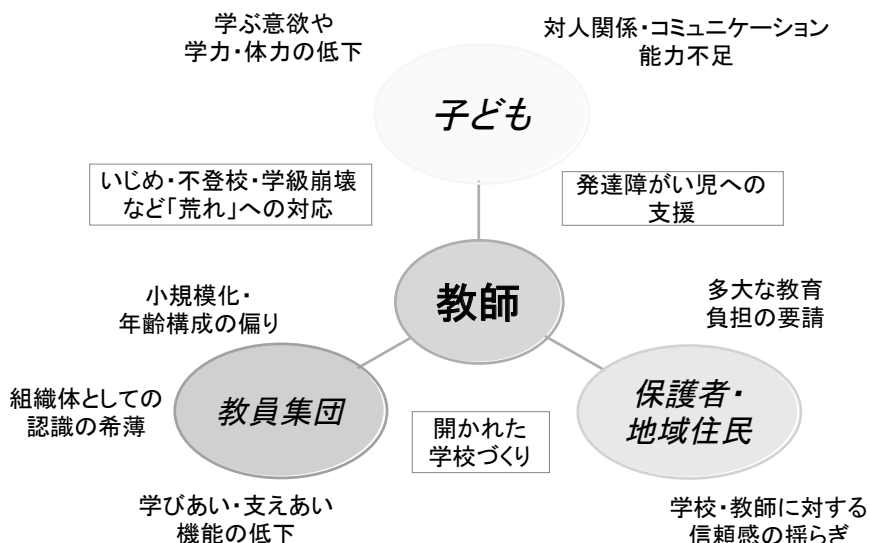 学ぶ意欲や
学力・体力の低下
対人関係・コミュニケーション
能力不足
子ども
いじめ・不登校・学級崩壊
など「荒れ」への対応
発達障がい児への
支援
教師
小規模化・
年齢構成の偏り
多大な教育
負担の要請
組織体としての
認識の希薄
教員集団
開かれた
学校づくり
保護者・
地域住民
学びあい・支えあい
機能の低下
学校・教師に対する
信頼感の揺らぎ